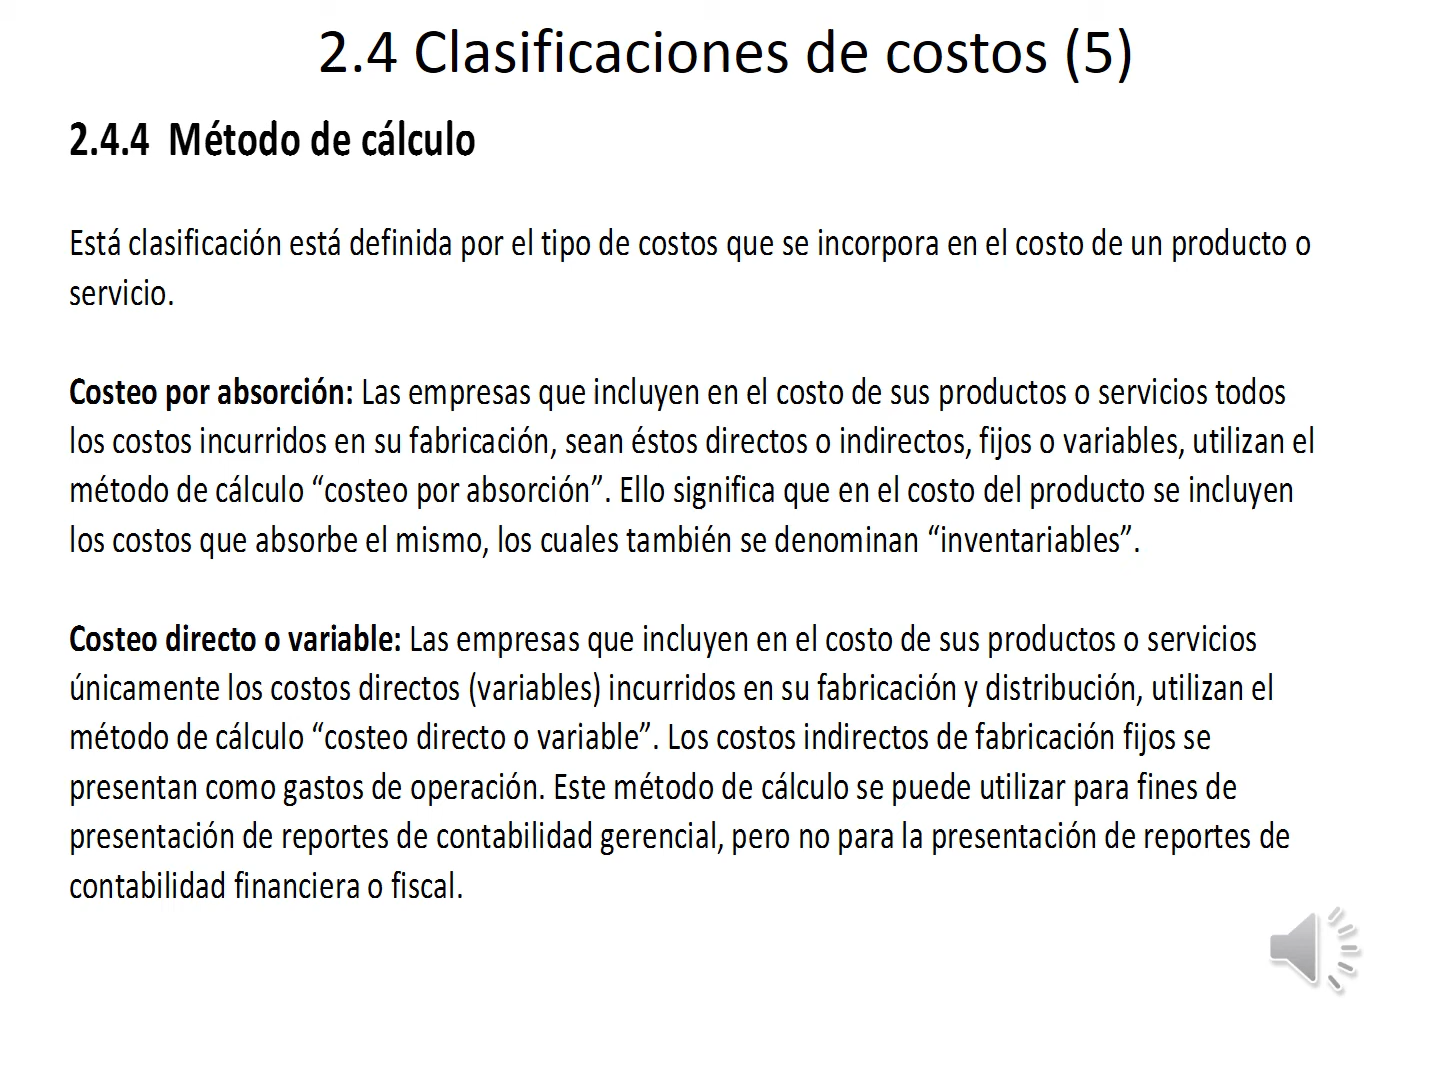 2.4 Clasificaciones de costos (5)
2.4.4 Método de cálculo
Está clasificación está definida por el tipo de costos que se incorpora en el costo de un producto o
servicio.
Costeo por absorción: Las empresas que incluyen en el costo de sus productos o servicios todos
los costos incurridos en su fabricación, sean éstos directos o indirectos, fijos o variables, utilizan el
método de cálculo “costeo por absorción”. Ello significa que en el costo del producto se incluyen
los costos que absorbe el mismo, los cuales también se denominan “inventariables”.
Costeo directo o variable: Las empresas que incluyen en el costo de sus productos o servicios
únicamente los costos directos (variables) incurridos en su fabricación y distribución, utilizan el
método de cálculo “costeo directo o variable”. Los costos indirectos de fabricación fijos se
presentan como gastos de operación. Este método de cálculo se puede utilizar para fines de
presentación de reportes de contabilidad gerencial, pero no para la presentación de reportes de
contabilidad financiera o fiscal.